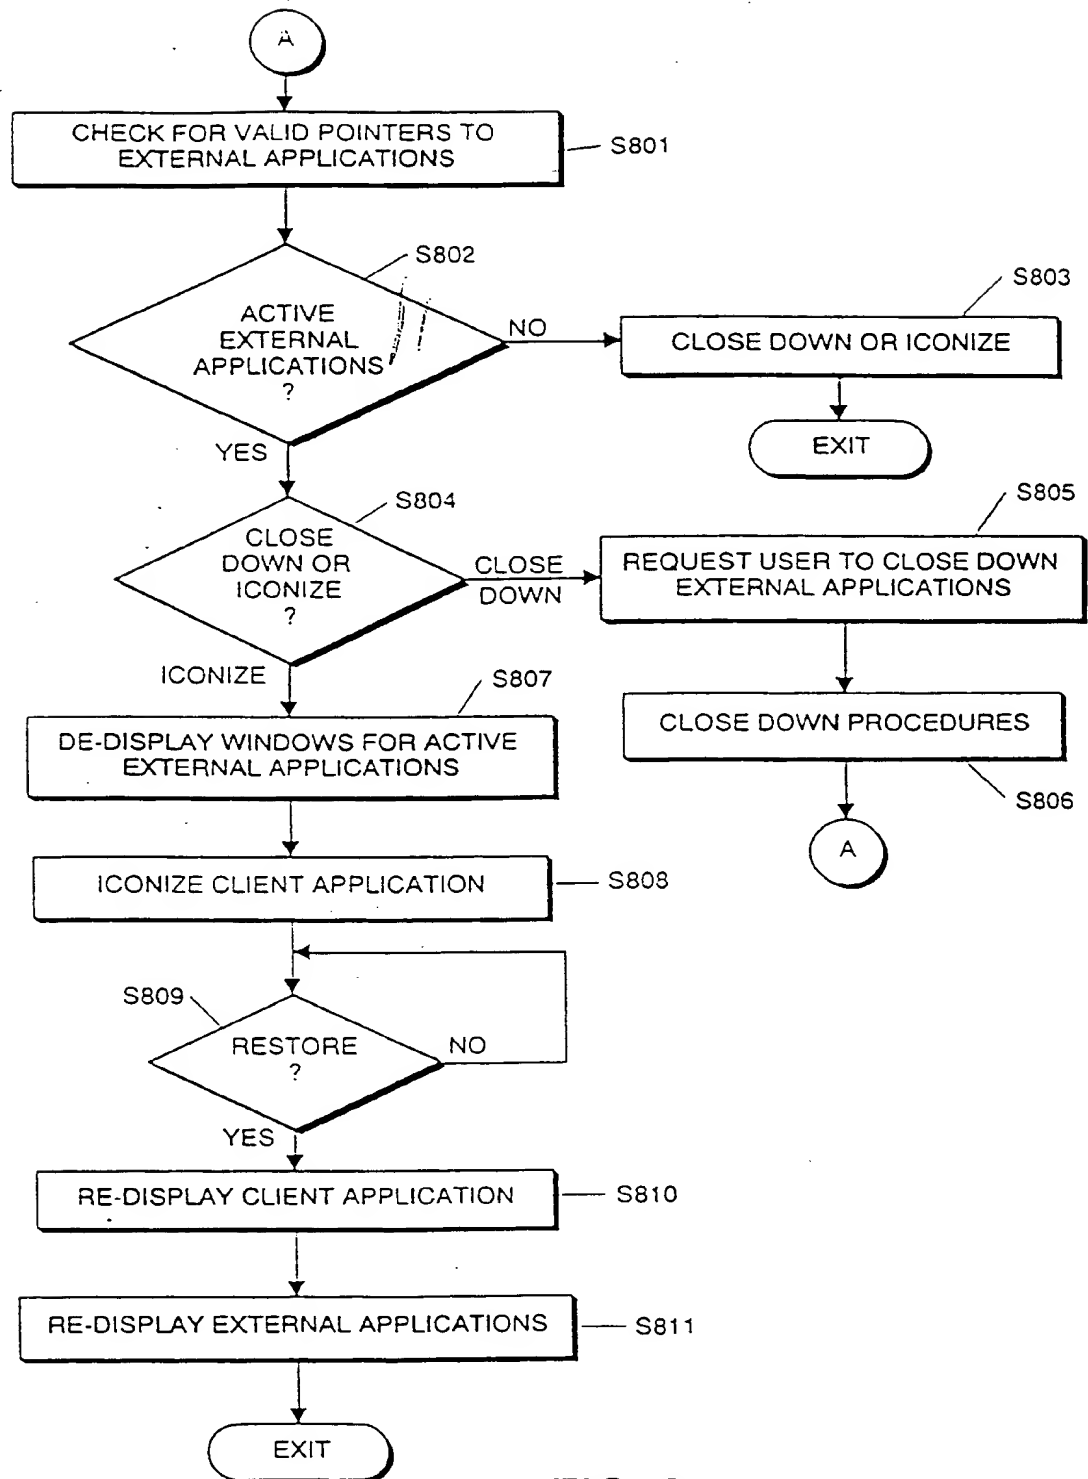 A
CHECK FOR VALID POINTERS TO
EXTERNAL APPLICATIONS
S801
S802
ACTIVE
EXTERNAL
APPLICATIONS
?
NO
S803
CLOSE DOWN OR ICONIZE
EXIT
YES
S804
CLOSE
DOWN OR
ICONIZE
?
CLOSE
DOWN
S805
REQUEST USER TO CLOSE DOWN
EXTERNAL APPLICATIONS
ICONIZE
S807
CLOSE DOWN PROCEDURES
S806
A
DE-DISPLAY WINDOWS FOR ACTIVE
EXTERNAL APPLICATIONS
ICONIZE CLIENT APPLICATION
S808
S809
RESTORE
?
NO
YES
RE-DISPLAY CLIENT APPLICATION
S810
RE-DISPLAY EXTERNAL APPLICATIONS
S811
EXIT